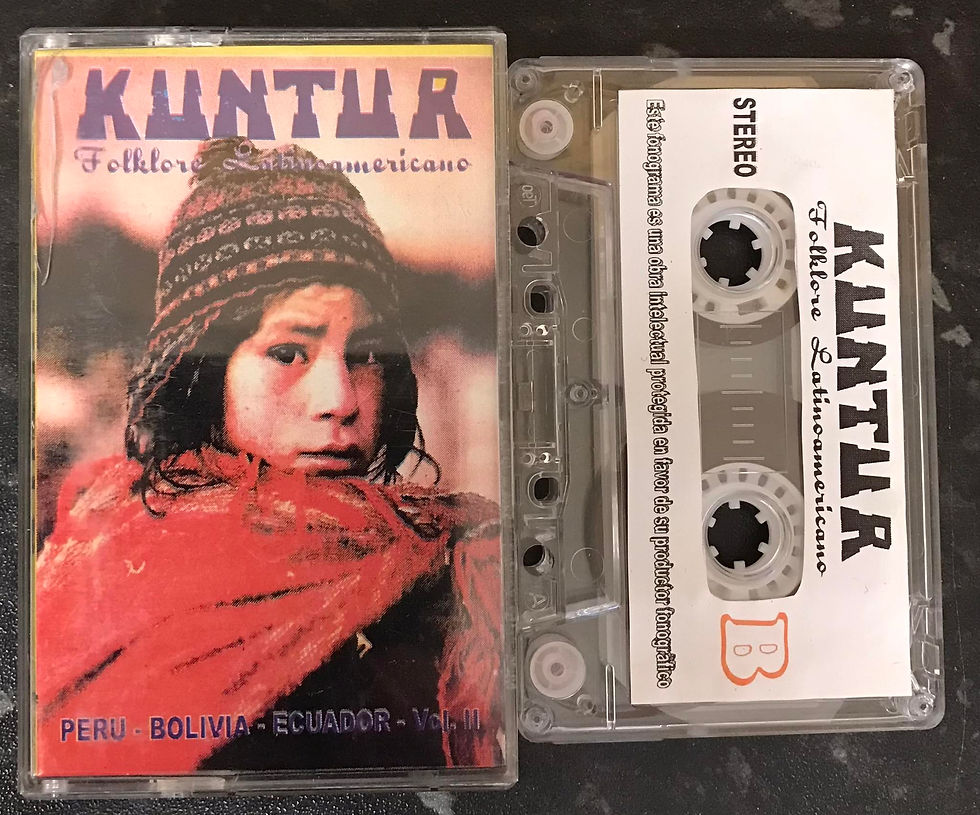 KUNTUR
Folklore Latinoamericano
PERU - BOLIVIA - ECUADOR - Vol. II
KUNTUR
Folklore Latinoamericano
STEREO
B
Este fonograma es una obra intelectual protegida en favor de su productor fonográfico
A